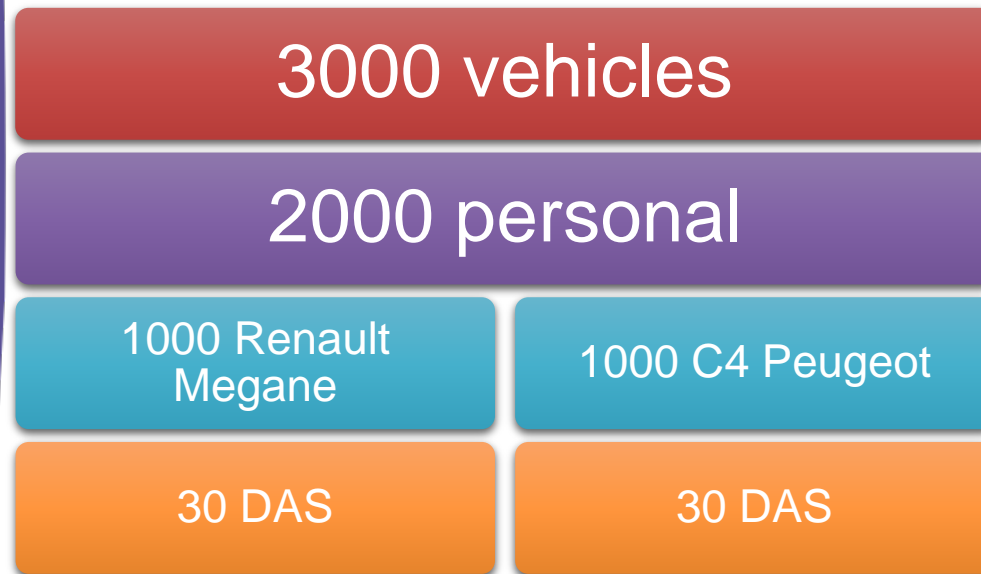 3000 vehicles
2000 personal
1000 Renault
Megane
1000 C4 Peugeot
30 DAS
30 DAS